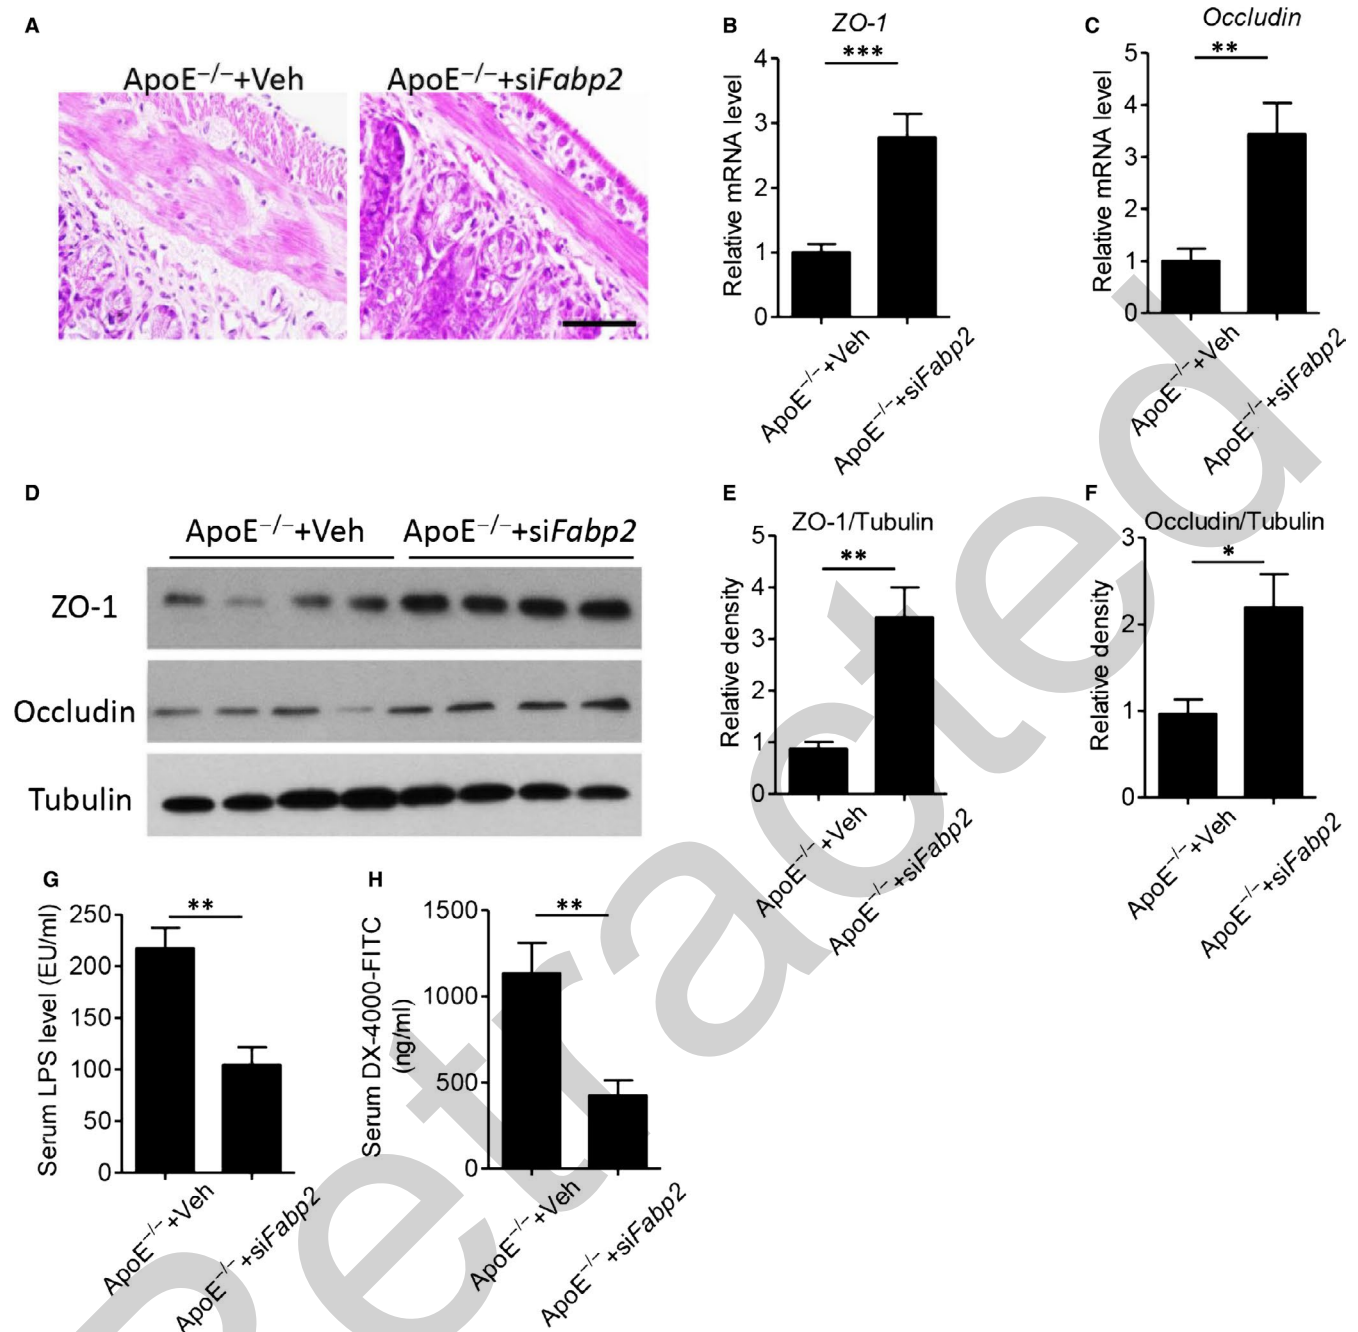 A
ApoE−/−+Veh
ApoE−/−+siFabp2
B
ZO-1
***
Relative mRNA level
4
3
2
1
0
ApoE−/−+Veh
ApoE−/−+siFabp2
C
Occludin
**
Relative mRNA level
5
4
3
2
1
0
ApoE−/−+Veh
ApoE−/−+siFabp2
D
ApoE−/−+Veh
ApoE−/−+siFabp2
ZO-1
Occludin
Tubulin
E
ZO-1/Tubulin
**
Relative density
5
4
3
2
1
0
ApoE−/−+Veh
ApoE−/−+siFabp2
F
Occludin/Tubulin
*
Relative density
3
2
1
0
ApoE−/−+Veh
ApoE−/−+siFabp2
G
**
Serum LPS level (EU/ml)
250
200
150
100
50
0
ApoE−/−+Veh
ApoE−/−+siFabp2
H
**
Serum DX-4000-FITC
(ng/ml)
1500
1000
500
0
ApoE−/−+Veh
ApoE−/−+siFabp2
Retracted